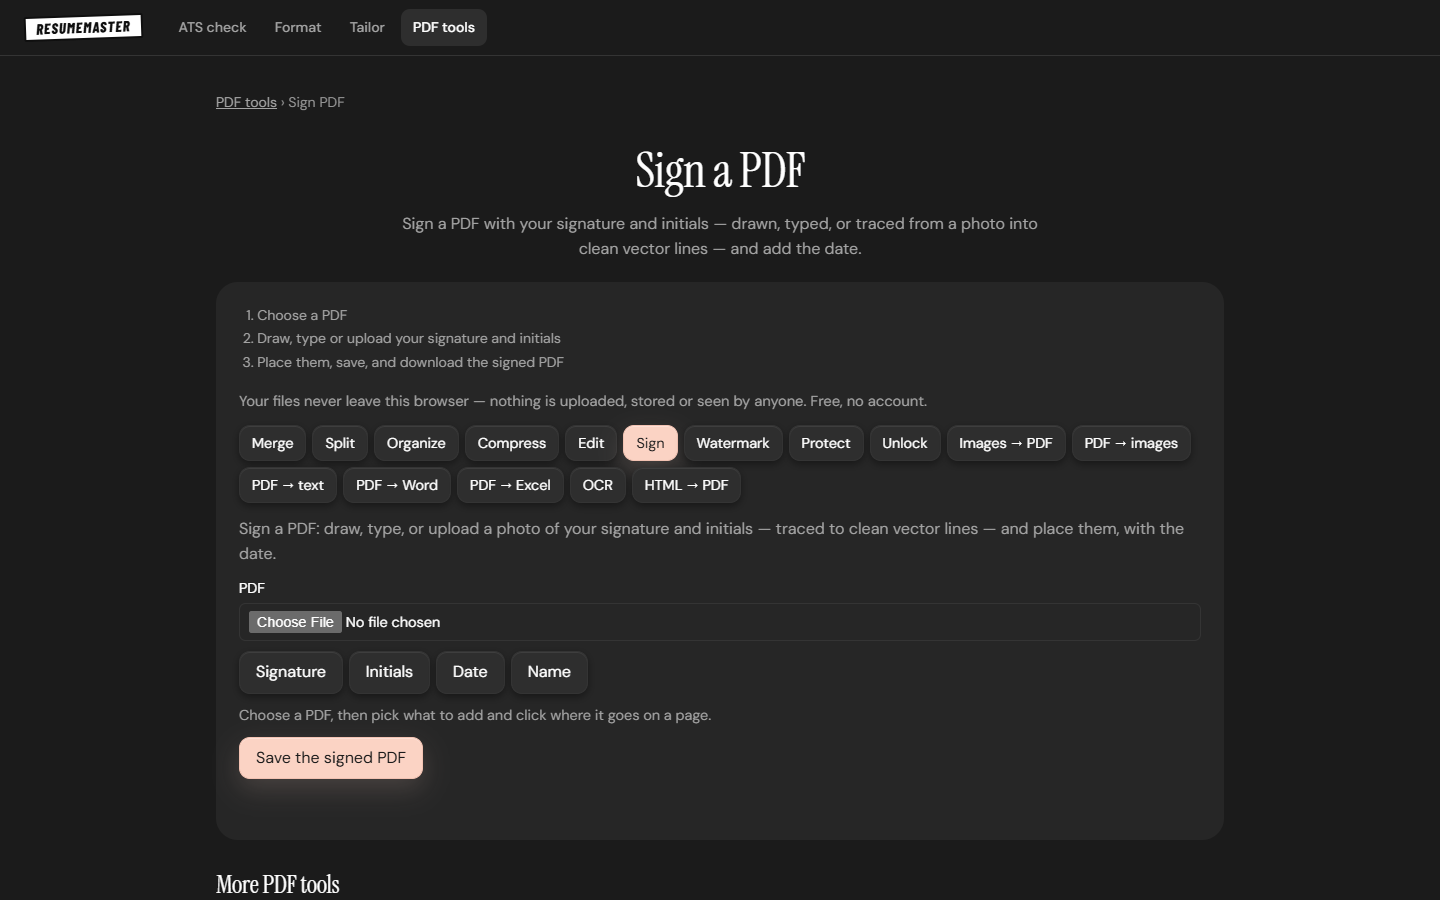 RESUMEMASTER
ATS check
Format
Tailor
PDF tools
PDF tools › Sign PDF
Sign a PDF
Sign a PDF with your signature and initials — drawn, typed, or traced from a photo into
clean vector lines — and add the date.
1. Choose a PDF
2. Draw, type or upload your signature and initials
3. Place them, save, and download the signed PDF
Your files never leave this browser — nothing is uploaded, stored or seen by anyone. Free, no account.
Merge
Split
Organize
Compress
Edit
Sign
Watermark
Protect
Unlock
Images → PDF
PDF → images
PDF → text
PDF → Word
PDF → Excel
OCR
HTML → PDF
Sign a PDF: draw, type, or upload a photo of your signature and initials — traced to clean vector lines — and place them, with the
date.
PDF
Choose File No file chosen
Signature
Initials
Date
Name
Choose a PDF, then pick what to add and click where it goes on a page.
Save the signed PDF
More PDF tools